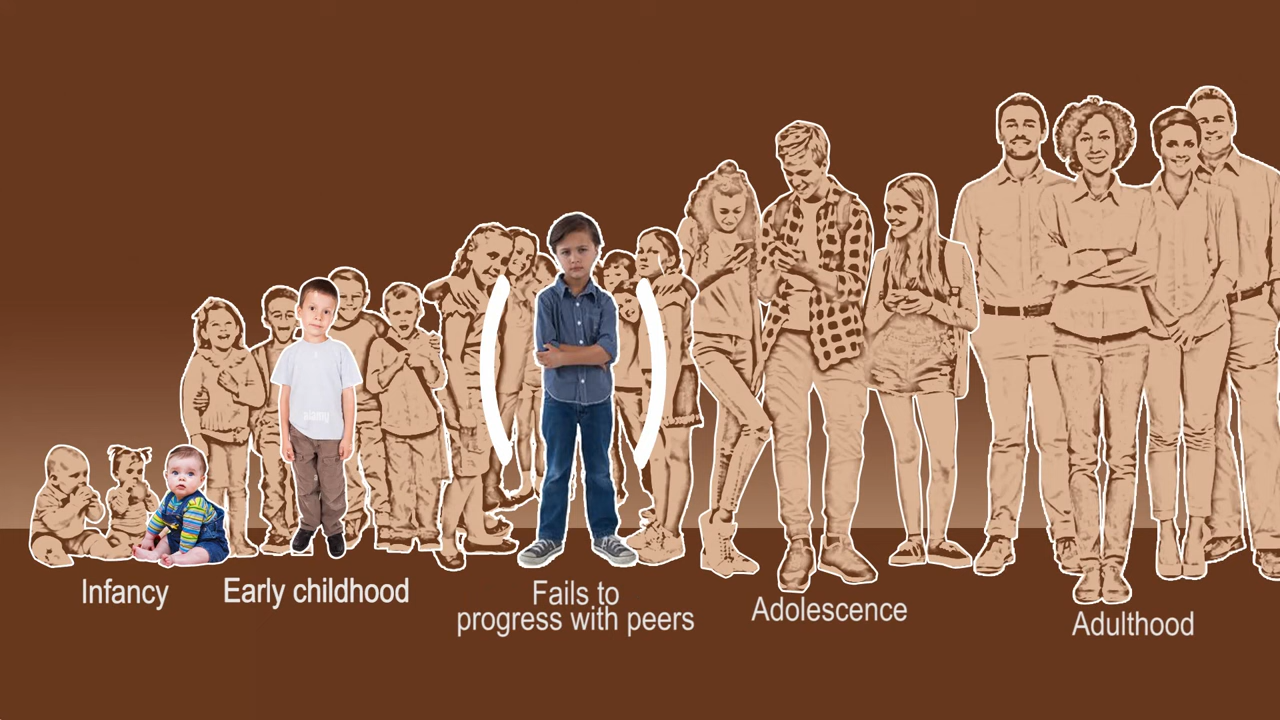 Infancy
Early childhood
Fails to
progress with peers
Adolescence
Adulthood